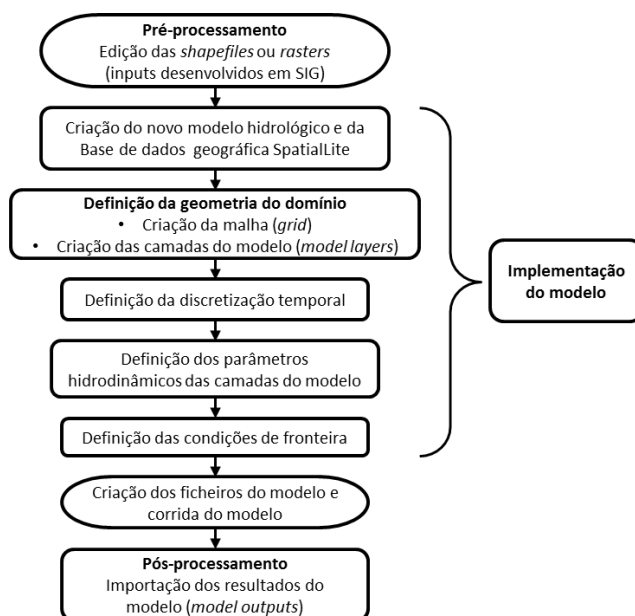 Pré-processamento
Edição das shapefiles ou rasters
(inputs desenvolvidos em SIG)
Criação do novo modelo hidrológico e da
Base de dados geográfica SpatialLite
Definição da geometria do domínio
• Criação da malha (grid)
• Criação das camadas do modelo (model layers)
Definição da discretização temporal
Definição dos parâmetros
hidrodinâmicos das camadas do modelo
Definição das condições de fronteira
Implementação
do modelo
Criação dos ficheiros do modelo e
corrida do modelo
Pós-processamento
Importação dos resultados do
modelo (model outputs)